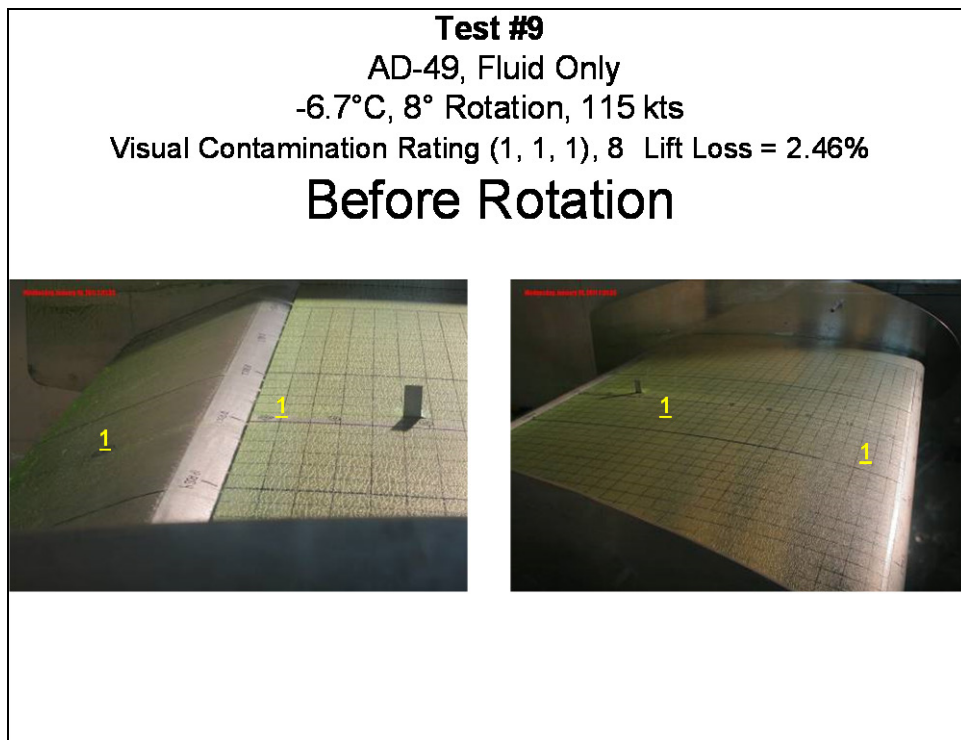 Test #9
AD-49, Fluid Only
-6.7°C, 8° Rotation, 115 kts
Visual Contamination Rating (1, 1, 1), 8 Lift Loss = 2.46%
Before Rotation
1
1
1
1